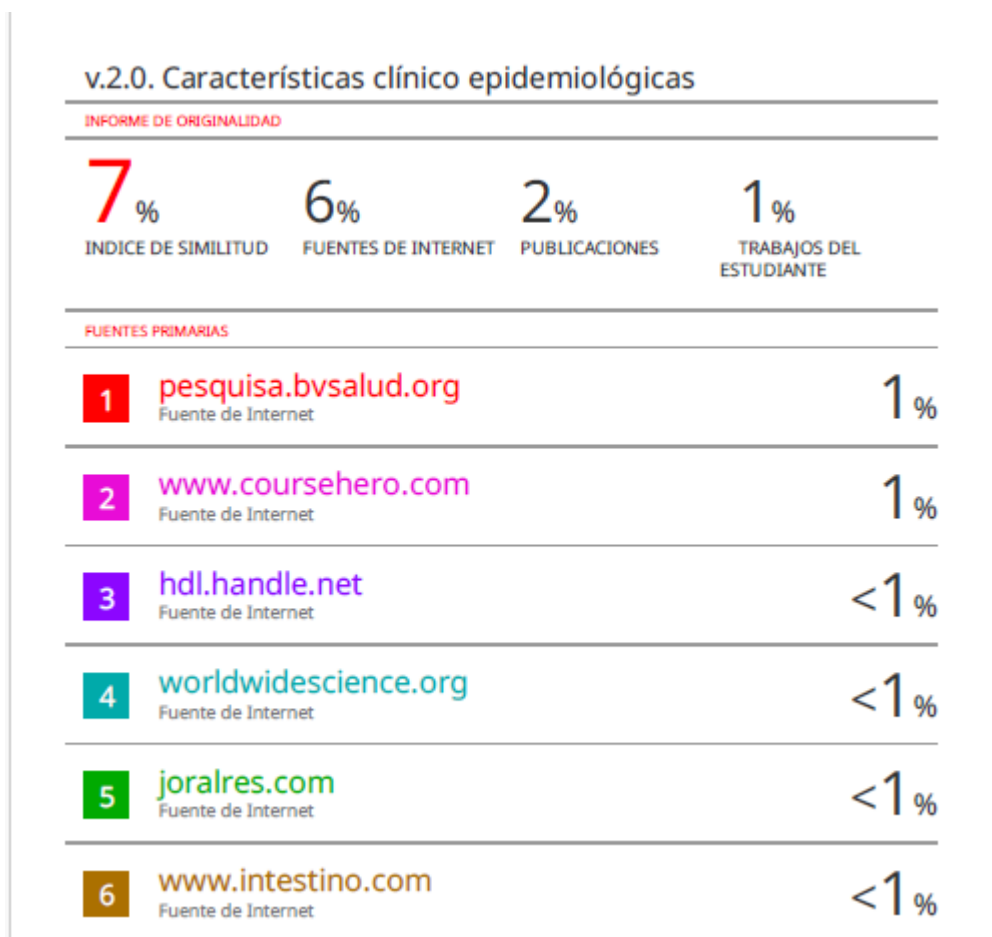 v.2.0. Características clínico epidemiológicas
INFORME DE ORIGINALIDAD
7%
6%
2%
1%
INDICE DE SIMILITUD
FUENTES DE INTERNET
PUBLICACIONES
TRABAJOS DEL
ESTUDIANTE
FUENTES PRIMARIAS
1
pesquisa.bvsalud.org
Fuente de Internet
1%
2
www.coursehero.com
Fuente de Internet
1%
3
hdl.handle.net
Fuente de Internet
<1%
4
worldwidescience.org
Fuente de Internet
<1%
5
joralres.com
Fuente de Internet
<1%
6
www.intestino.com
Fuente de Internet
<1%